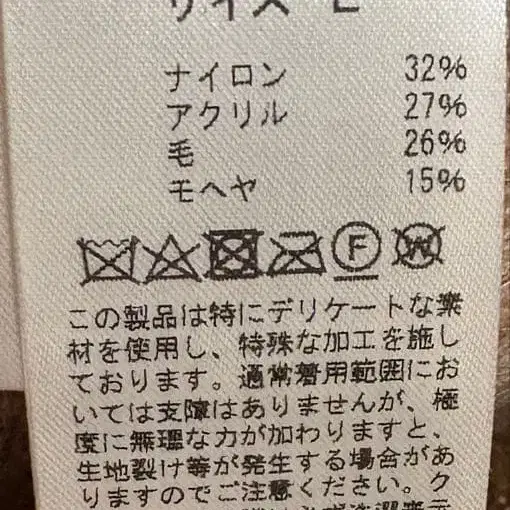 サイズ L
ナイロン 32%
アクリル 27%
毛 26%
モヘヤ 15%
F W
この製品は特にデリケートな素
材を使用し、特殊な加工を施し
ております。通常着用範囲にお
いては支障はありませんが、極
度に無理な力が加わりますと、
生地裂け等が発生する場合があ
りますのでご注意ください。ク